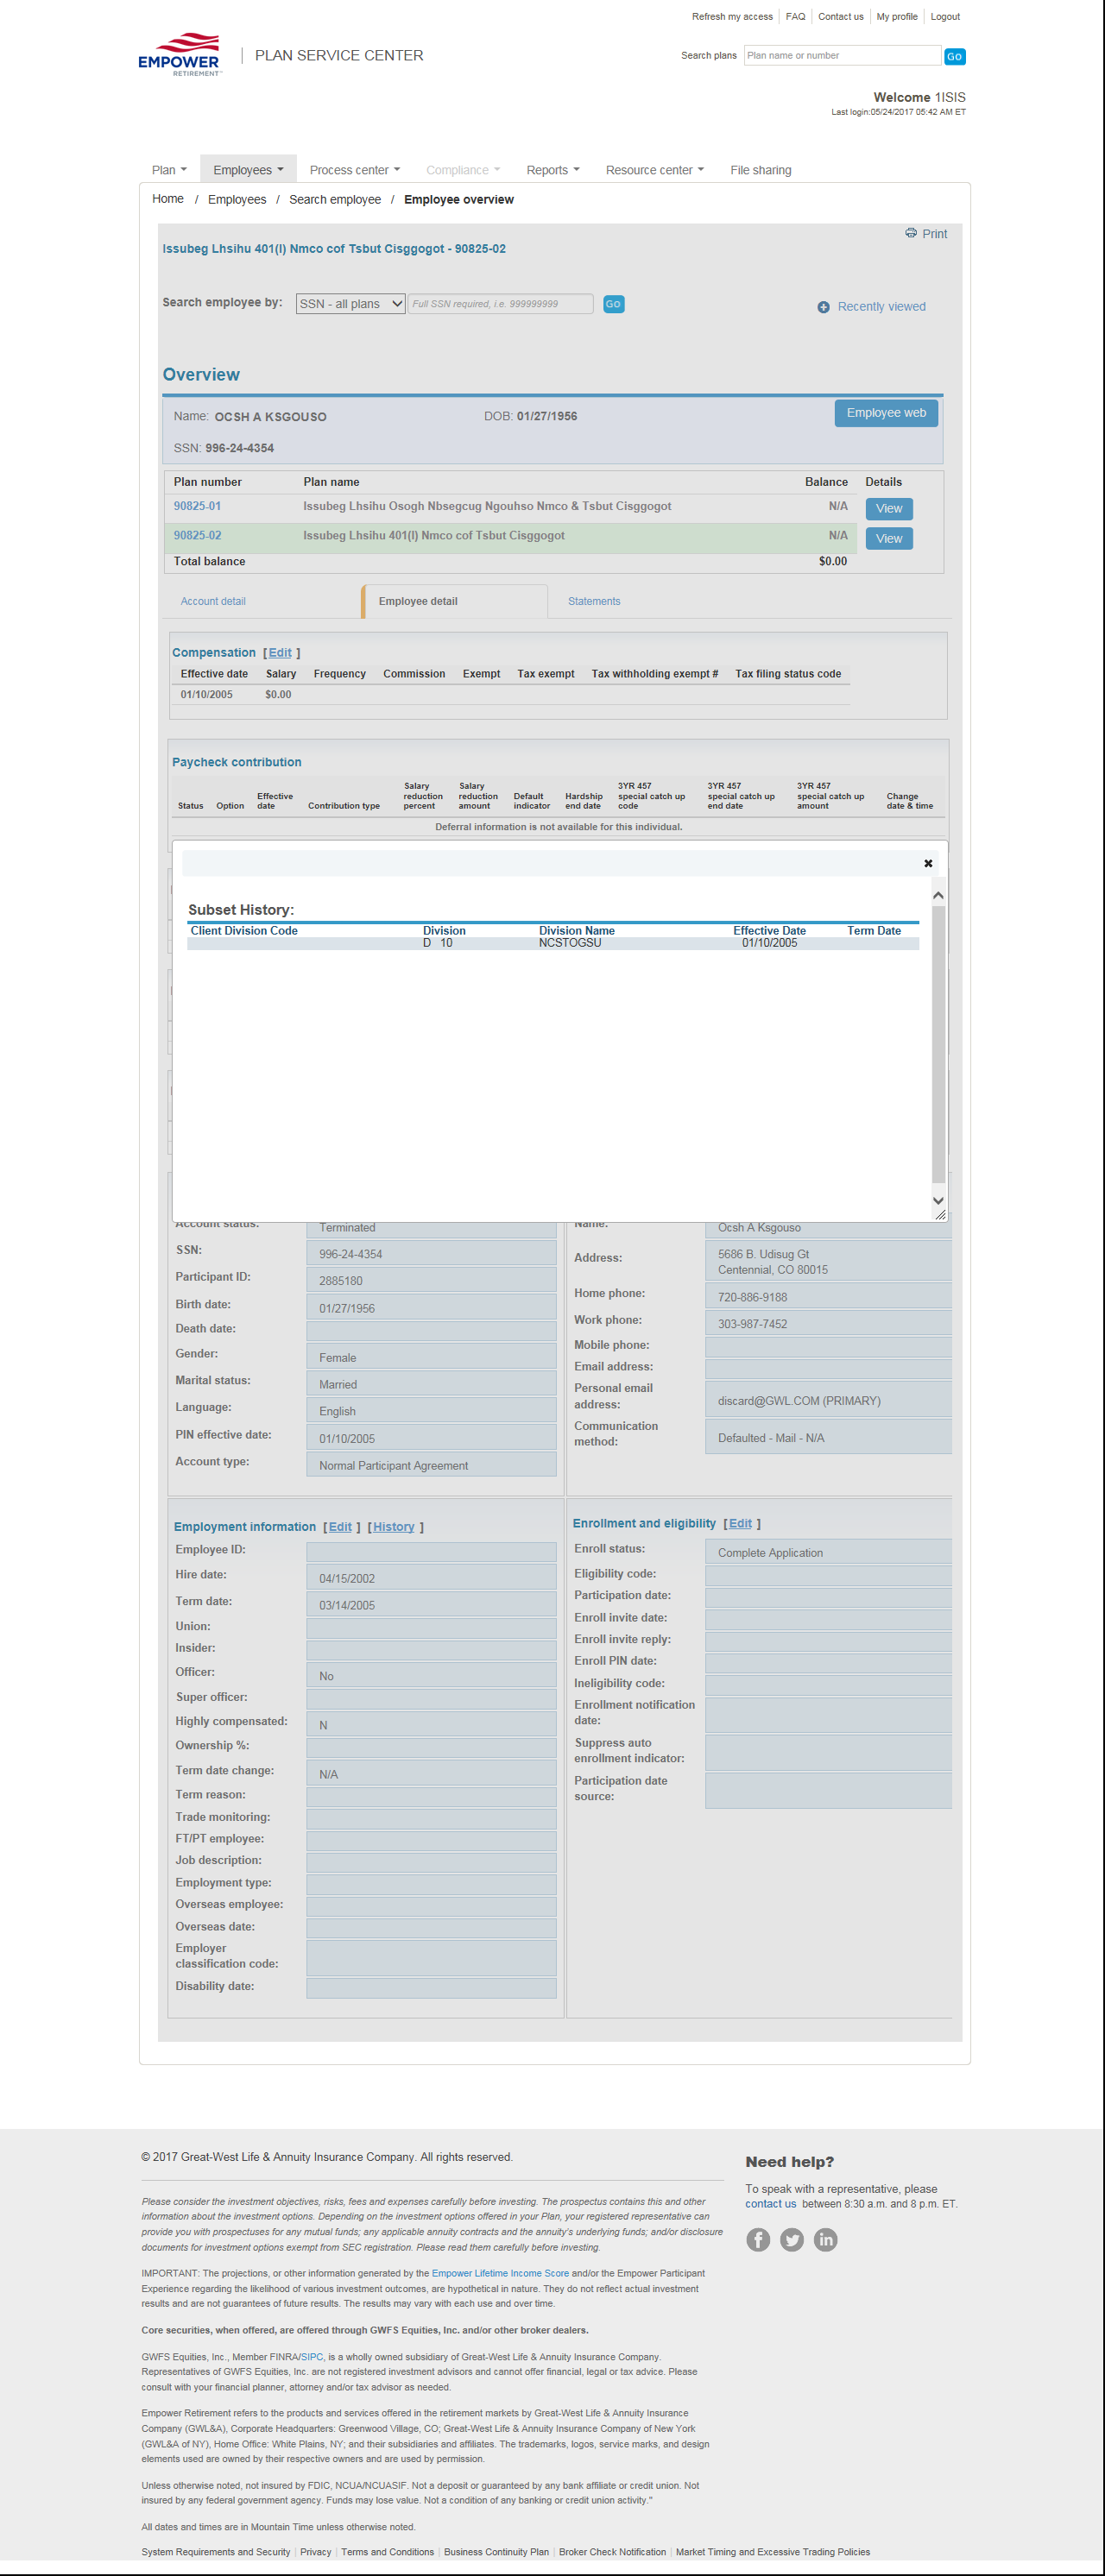 Refresh my access FAQ Contact us My profile Logout
EMPOWER
RETIREMENT
PLAN SERVICE CENTER
Search plans Plan name or number GO
Welcome 1ISIS
Last login:05/24/2017 05:42 AM ET
Plan Employees Process center Compliance Reports Resource center File sharing
Home / Employees / Search employee / Employee overview
Print
Issubeg Lhsihu 401(I) Nmco cof Tsbut Cisggogot - 90825-02
Search employee by: SSN - all plans Full SSN required, i.e. 999999999 GO
Recently viewed
Overview
Name: OCSH A KSGOUSO DOB: 01/27/1956 Employee web
SSN: 996-24-4354
Plan number Plan name Balance Details
90825-01 Issubeg Lhsihu Osogh Nbsegcug Ngouhso Nmco & Tsbut Cisggogot N/A View
90825-02 Issubeg Lhsihu 401(I) Nmco cof Tsbut Cisggogot N/A View
Total balance $0.00
Account detail Employee detail Statements
Compensation [ Edit ]
Effective date Salary Frequency Commission Exempt Tax exempt Tax withholding exempt # Tax filing status code
01/10/2005 $0.00
Paycheck contribution
Status Option Effective date Contribution type Salary reduction percent Salary reduction amount Default indicator Hardship end date 3YR 457 special catch up code 3YR 457 special catch up end date 3YR 457 special catch up amount Change date & time
Deferral information is not available for this individual.
Subset History:
Client Division Code Division Division Name Effective Date Term Date
D 10 NCSTOGSU 01/10/2005
Account status: Terminated
SSN: 996-24-4354
Participant ID: 2885180
Birth date: 01/27/1956
Death date:
Gender: Female
Marital status: Married
Language: English
PIN effective date: 01/10/2005
Account type: Normal Participant Agreement
Name: Ocsh A Ksgouso
Address: 5686 B. Udisug Gt
Centennial, CO 80015
Home phone: 720-886-9188
Work phone: 303-987-7452
Mobile phone:
Email address:
Personal email
address: discard@GWL.COM (PRIMARY)
Communication
method: Defaulted - Mail - N/A
Employment information [ Edit ] [ History ]
Employee ID:
Hire date: 04/15/2002
Term date: 03/14/2005
Union:
Insider:
Officer: No
Super officer:
Highly compensated: N
Ownership %:
Term date change: N/A
Term reason:
Trade monitoring:
FT/PT employee:
Job description:
Employment type:
Overseas employee:
Overseas date:
Employer
classification code:
Disability date:
Enrollment and eligibility [ Edit ]
Enroll status: Complete Application
Eligibility code:
Participation date:
Enroll invite date:
Enroll invite reply:
Enroll PIN date:
Ineligibility code:
Enrollment notification
date:
Suppress auto
enrollment indicator:
Participation date
source:
© 2017 Great-West Life & Annuity Insurance Company. All rights reserved.
Please consider the investment objectives, risks, fees and expenses carefully before investing. The prospectus contains this and other
information about the investment options. Depending on the investment options offered in your Plan, your registered representative can
provide you with prospectuses for any mutual funds; any applicable annuity contracts and the annuity's underlying funds; and/or disclosure
documents for investment options exempt from SEC registration. Please read them carefully before investing.
IMPORTANT: The projections, or other information generated by the Empower Lifetime Income Score and/or the Empower Participant
Experience regarding the likelihood of various investment outcomes, are hypothetical in nature. They do not reflect actual investment
results and are not guarantees of future results. The results may vary with each use and over time.
Core securities, when offered, are offered through GWFS Equities, Inc. and/or other broker dealers.
GWFS Equities, Inc., Member FINRA/SIPC, is a wholly owned subsidiary of Great-West Life & Annuity Insurance Company.
Representatives of GWFS Equities, Inc. are not registered investment advisors and cannot offer financial, legal or tax advice. Please
consult with your financial planner, attorney and/or tax advisor as needed.
Empower Retirement refers to the products and services offered in the retirement markets by Great-West Life & Annuity Insurance
Company (GWL&A), Corporate Headquarters: Greenwood Village, CO; Great-West Life & Annuity Insurance Company of New York
(GWL&A of NY), Home Office: White Plains, NY; and their subsidiaries and affiliates. The trademarks, logos, service marks, and design
elements used are owned by their respective owners and are used by permission.
Unless otherwise noted, not insured by FDIC, NCUA/NCUASIF. Not a deposit or guaranteed by any bank affiliate or credit union. Not
insured by any federal government agency. Funds may lose value. Not a condition of any banking or credit union activity."
All dates and times are in Mountain Time unless otherwise noted.
System Requirements and Security Privacy Terms and Conditions Business Continuity Plan Broker Check Notification Market Timing and Excessive Trading Policies
Need help?
To speak with a representative, please
contact us between 8:30 a.m. and 8 p.m. ET.